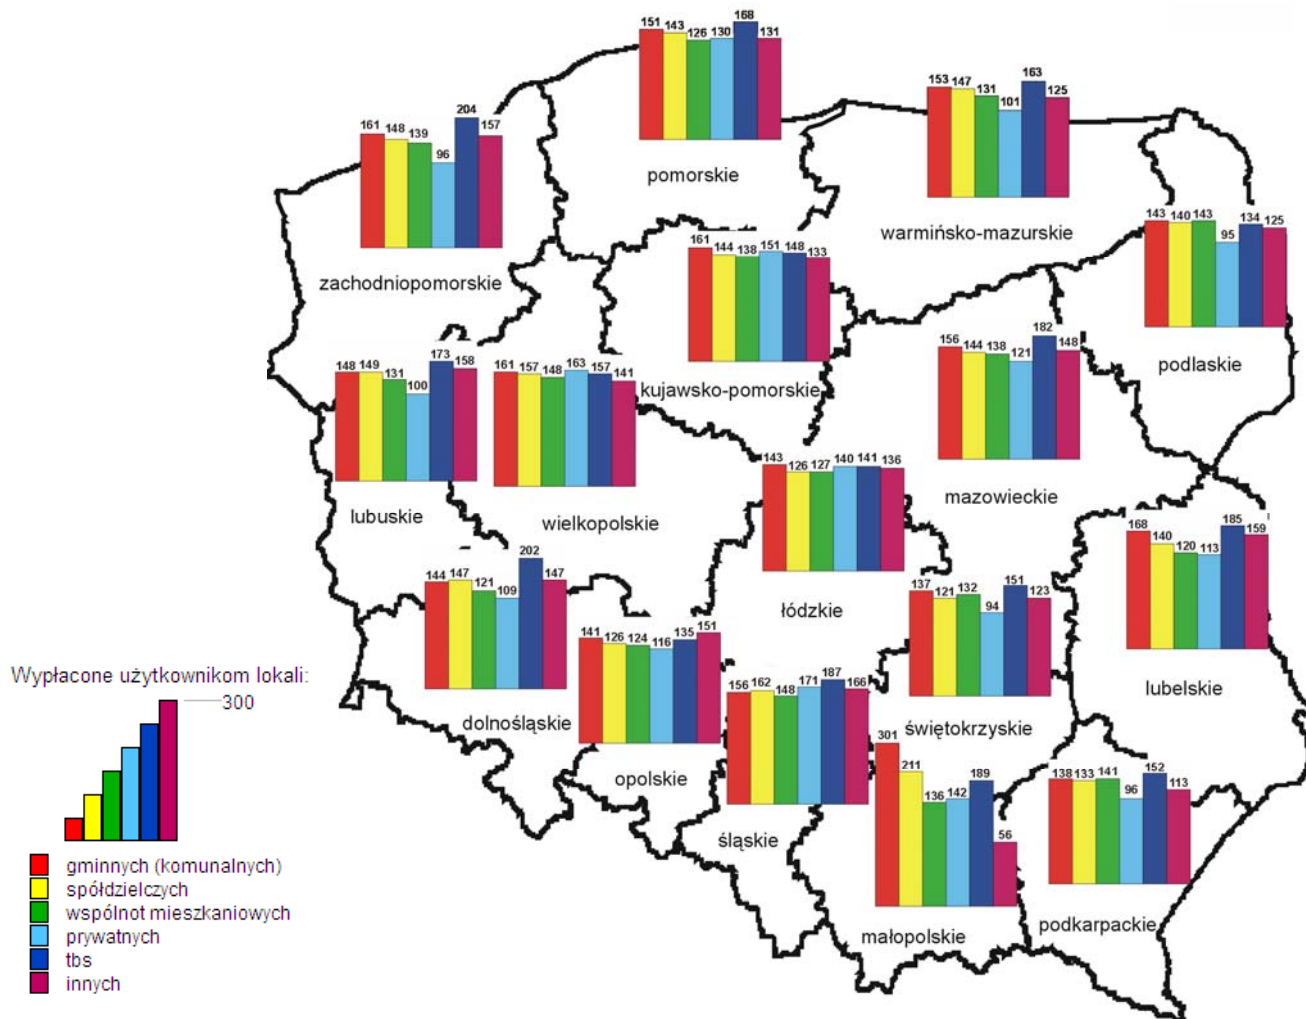 151 143 126 130 168 131
pomorskie
153 147 131 101 163 125
warmińsko-mazurskie
161 148 139 96 204 157
zachodniopomorskie
143 140 143 95 134 125
podlaskie
161 144 138 151 148 133
kujawsko-pomorskie
156 144 138 121 182 148
mazowieckie
148 149 131 100 173 158
lubuskie
161 157 148 163 157 141
wielkopolskie
143 126 127 140 141 136
łódzkie
168 140 120 113 185 159
lubelskie
144 147 121 109 202 147
dolnośląskie
137 121 132 94 151 123
świętokrzyskie
141 126 124 116 135 151
opolskie
156 162 148 171 187 166
śląskie
301 211 136 142 189 56
małopolskie
138 133 141 96 152 113
podkarpackie
Wypłacone użytkownikom lokali:
300
gminnych (komunalnych)
spółdzielczych
wspólnot mieszkaniowych
prywatnych
tbs
innych